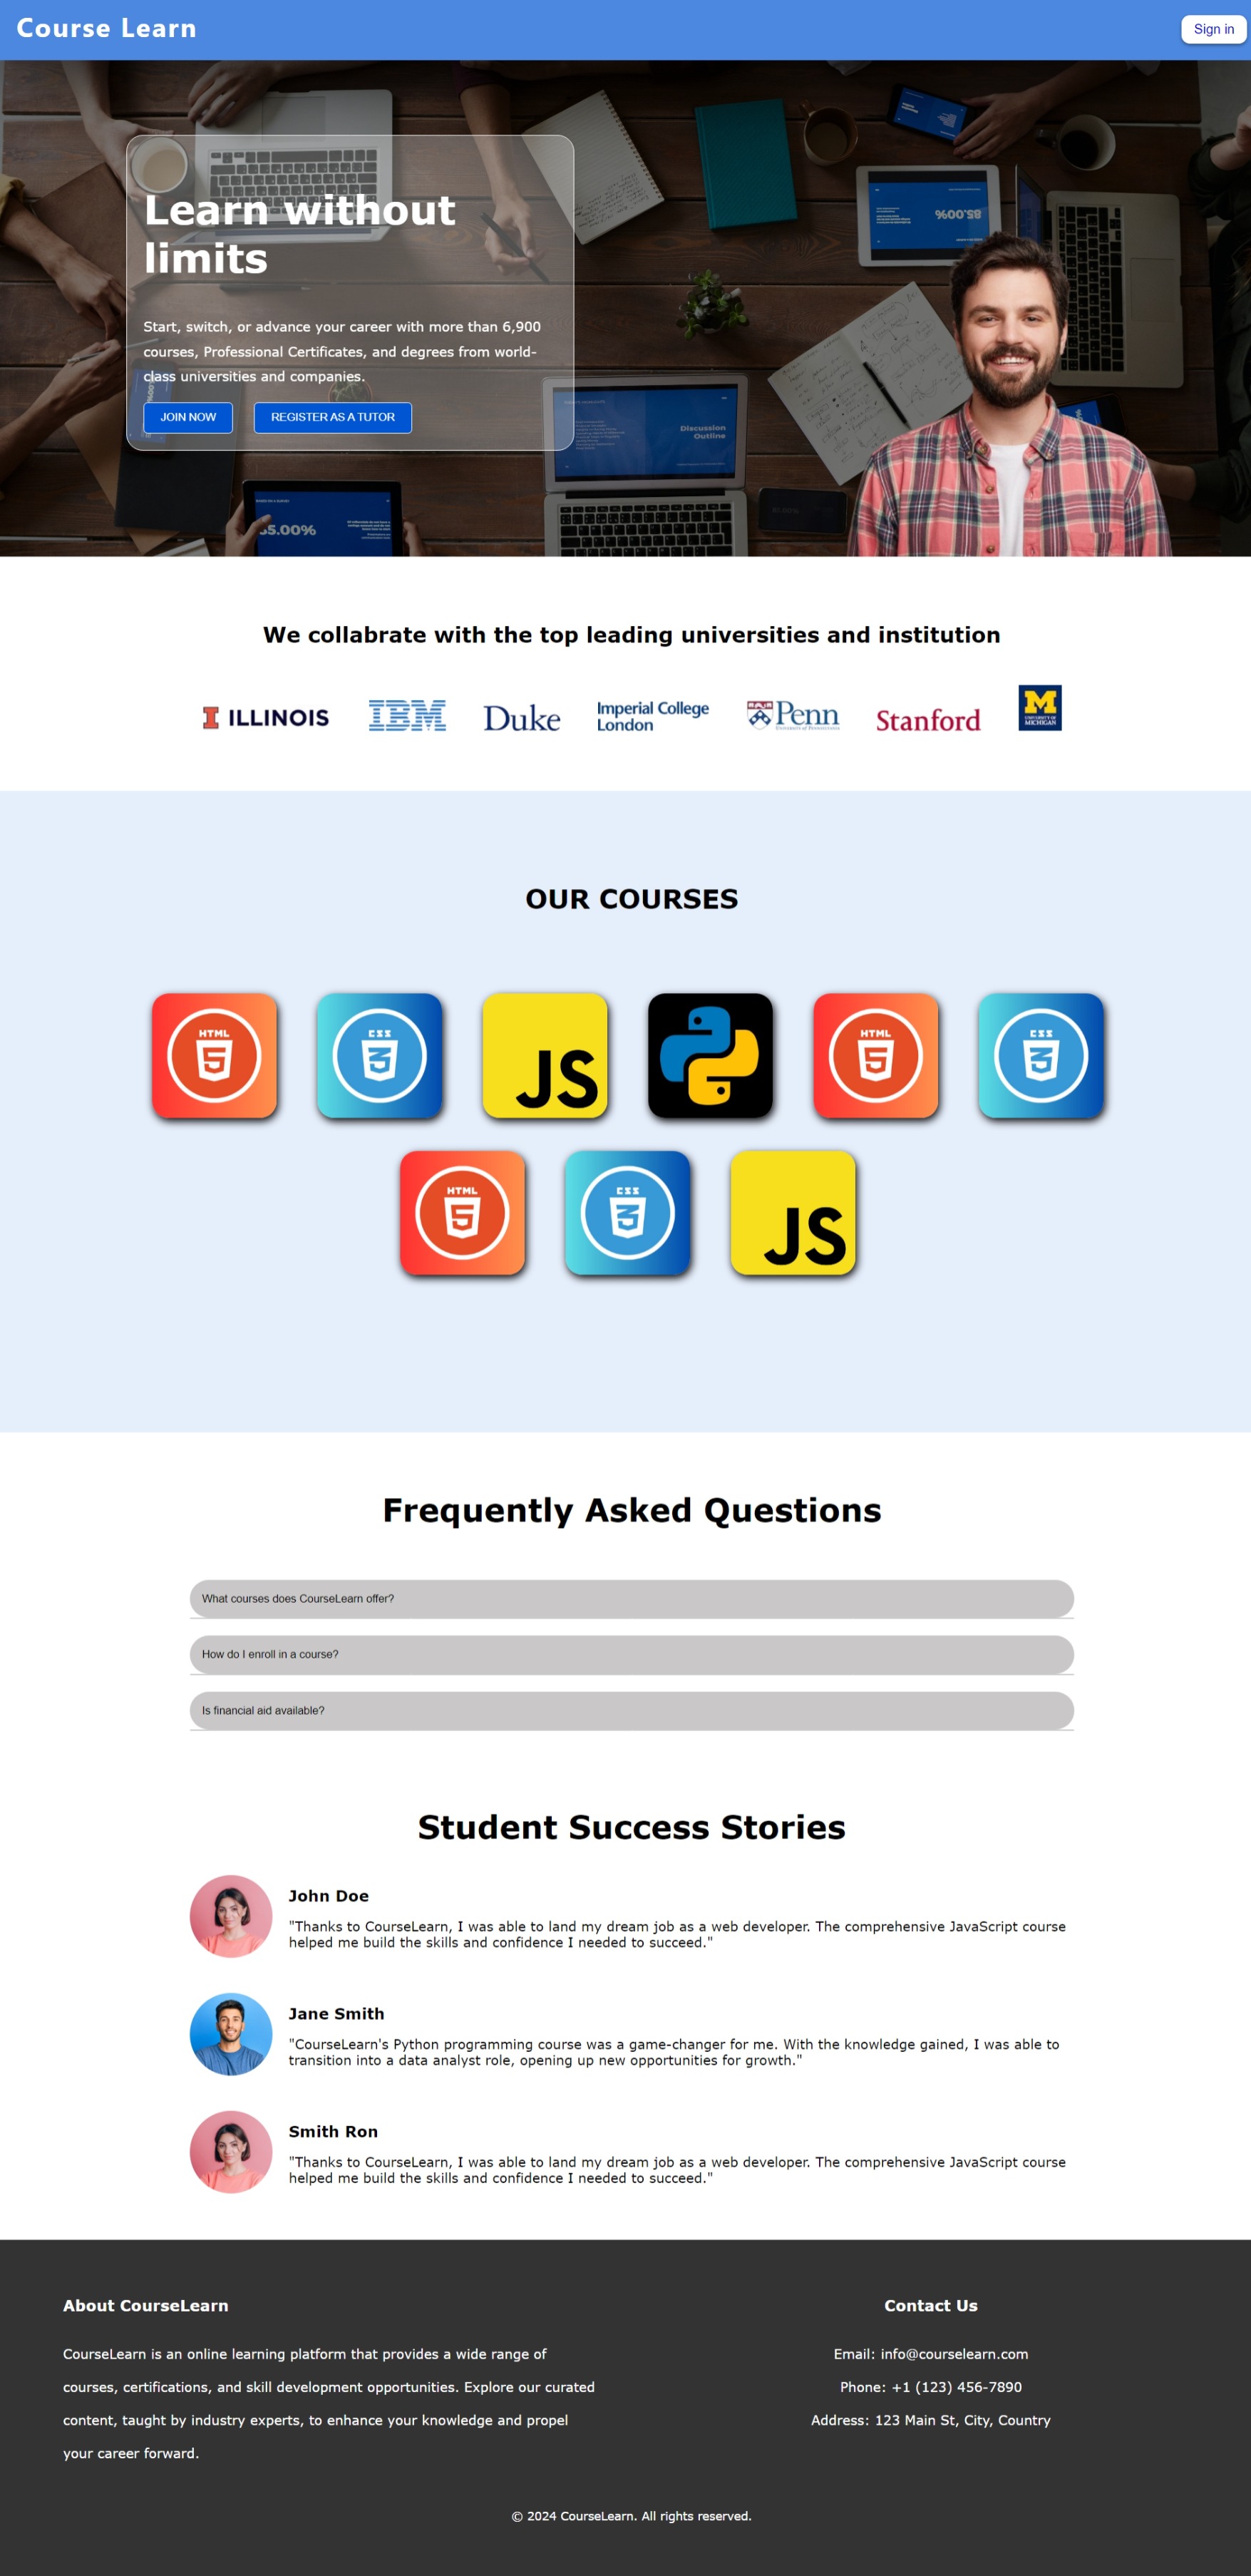 Course Learn
Sign in
Learn without
limits
Start, switch, or advance your career with more than 6,900
courses, Professional Certificates, and degrees from world-
class universities and companies.
JOIN NOW
REGISTER AS A TUTOR
85.00%
Discussion
Outline
85.00%
We collabrate with the top leading universities and institution
ILLINOIS
IBM
Duke
Imperial College
London
Penn
UNIVERSITY OF PENNSYLVANIA
Stanford
M
UNIVERSITY OF
MICHIGAN
OUR COURSES
HTML
5
CSS
3
JS
HTML
5
CSS
3
HTML
5
CSS
3
JS
Frequently Asked Questions
What courses does CourseLearn offer?
How do I enroll in a course?
Is financial aid available?
Student Success Stories
John Doe
"Thanks to CourseLearn, I was able to land my dream job as a web developer. The comprehensive JavaScript course
helped me build the skills and confidence I needed to succeed."
Jane Smith
"CourseLearn's Python programming course was a game-changer for me. With the knowledge gained, I was able to
transition into a data analyst role, opening up new opportunities for growth."
Smith Ron
"Thanks to CourseLearn, I was able to land my dream job as a web developer. The comprehensive JavaScript course
helped me build the skills and confidence I needed to succeed."
About CourseLearn
CourseLearn is an online learning platform that provides a wide range of
courses, certifications, and skill development opportunities. Explore our curated
content, taught by industry experts, to enhance your knowledge and propel
your career forward.
Contact Us
Email: info@courselearn.com
Phone: +1 (123) 456-7890
Address: 123 Main St, City, Country
© 2024 CourseLearn. All rights reserved.